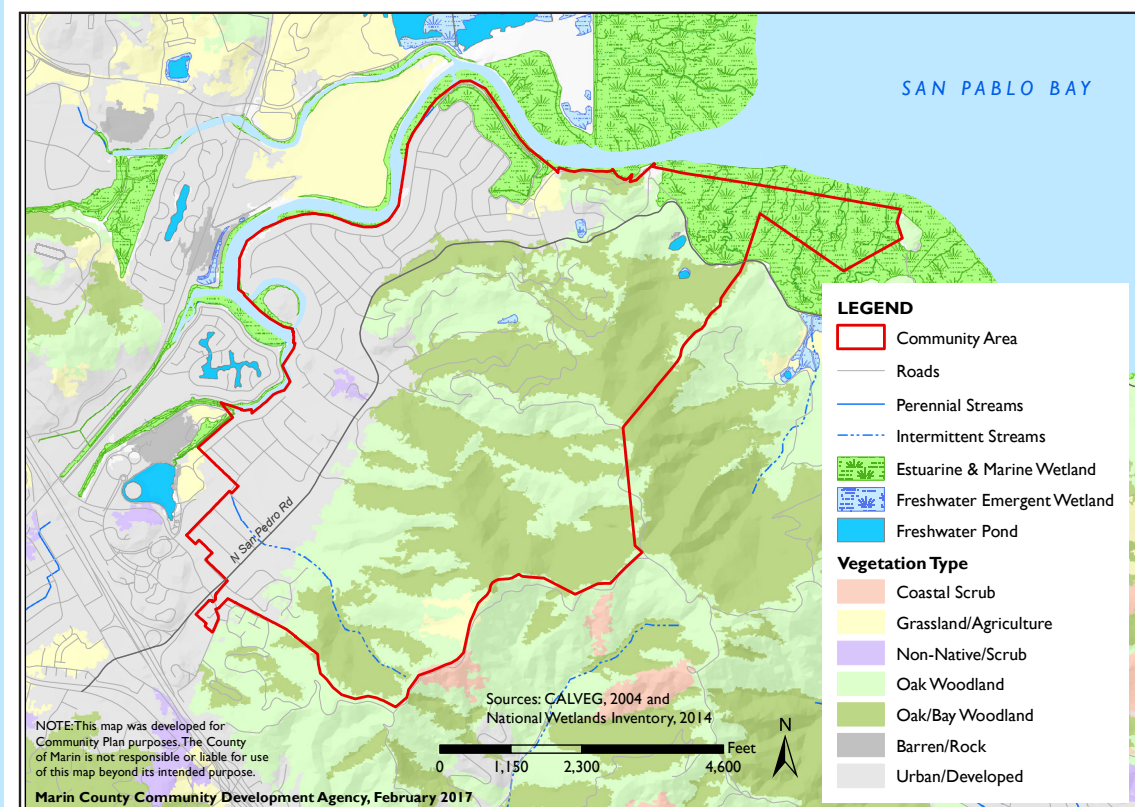 SAN PABLO BAY
LEGEND
Community Area
Roads
Perennial Streams
Intermittent Streams
Estuarine & Marine Wetland
Freshwater Emergent Wetland
Freshwater Pond
Vegetation Type
Coastal Scrub
Grassland/Agriculture
Non-Native/Scrub
Oak Woodland
Oak/Bay Woodland
Barren/Rock
Urban/Developed
N San Pedro Rd
Sources: CALVEG, 2004 and
National Wetlands Inventory, 2014
N
Feet
0 1,150 2,300 4,600
NOTE: This map was developed for
Community Plan purposes. The County
of Marin is not responsible or liable for use
of this map beyond its intended purpose.
Marin County Community Development Agency, February 2017